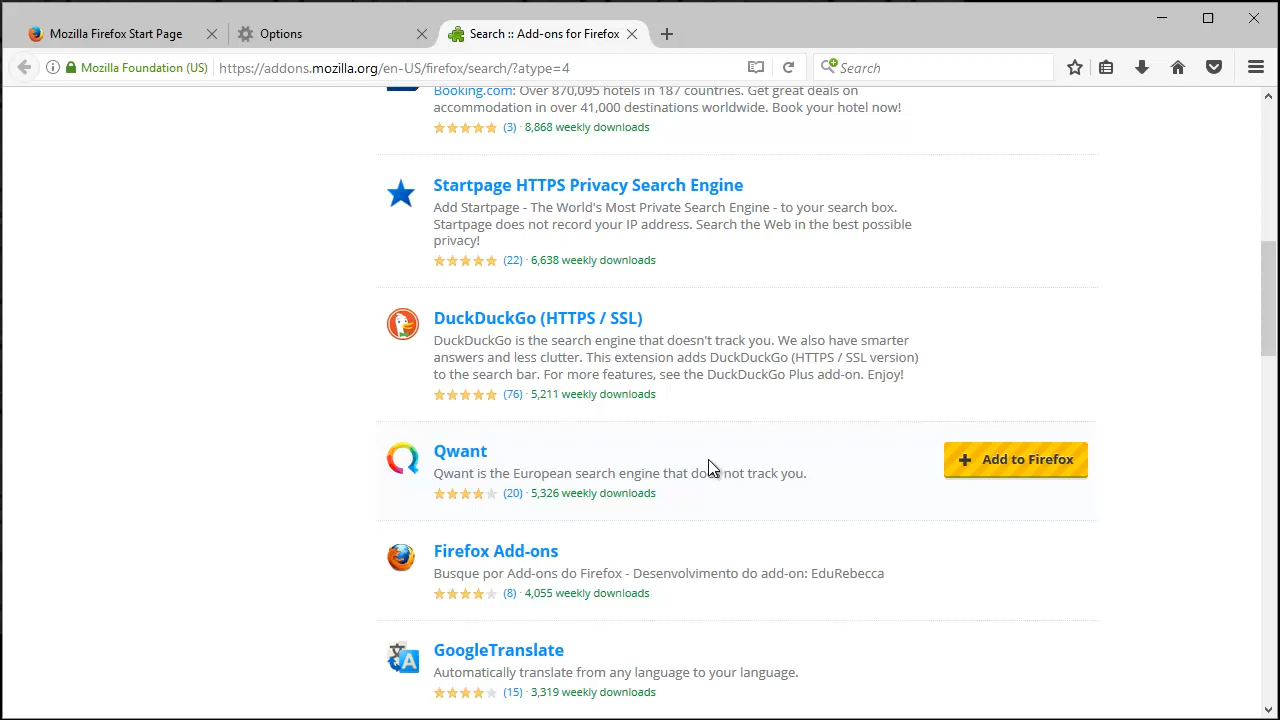 Mozilla Firefox Start Page
Options
Search :: Add-ons for Firefox
Mozilla Foundation (US)
https://addons.mozilla.org/en-US/firefox/search/?atype=4
Search
Booking.com: Over 870,095 hotels in 187 countries. Get great deals on
accommodation in over 41,000 destinations worldwide. Book your hotel now!
(3) · 8,868 weekly downloads
Startpage HTTPS Privacy Search Engine
Add Startpage - The World's Most Private Search Engine - to your search box.
Startpage does not record your IP address. Search the Web in the best possible
privacy!
(22) · 6,638 weekly downloads
DuckDuckGo (HTTPS / SSL)
DuckDuckGo is the search engine that doesn't track you. We also have smarter
answers and less clutter. This extension adds DuckDuckGo (HTTPS / SSL version)
to the search bar. For more features, see the DuckDuckGo Plus add-on. Enjoy!
(76) · 5,211 weekly downloads
Qwant
Qwant is the European search engine that does not track you.
(20) · 5,326 weekly downloads
Add to Firefox
Firefox Add-ons
Busque por Add-ons do Firefox - Desenvolvimento do add-on: EduRebecca
(8) · 4,055 weekly downloads
GoogleTranslate
Automatically translate from any language to your language.
(15) · 3,319 weekly downloads